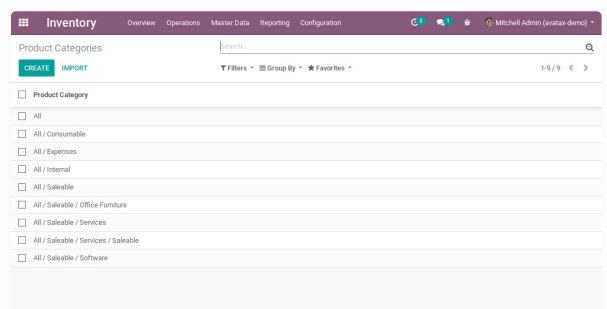 Inventory Overview Operations Master Data Reporting Configuration 2 1 Mitchell Admin (avatax-demo)
Product Categories Search...
CREATE IMPORT Filters Group By Favorites 1-9 / 9
Product Category
All
All / Consumable
All / Expenses
All / Internal
All / Saleable
All / Saleable / Office Furniture
All / Saleable / Services
All / Saleable / Services / Saleable
All / Saleable / Software